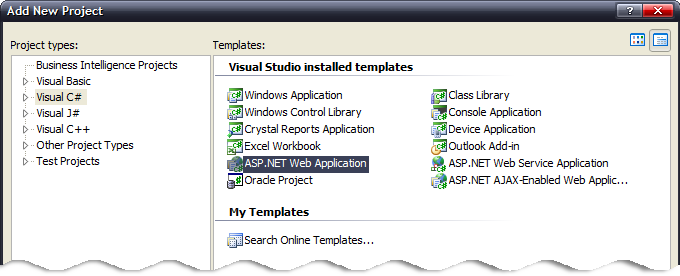 Add New Project
Project types:
Templates:
Business Intelligence Projects
Visual Basic
Visual C#
Visual J#
Visual C++
Other Project Types
Test Projects
Visual Studio installed templates
Windows Application
Class Library
Windows Control Library
Console Application
Crystal Reports Application
Device Application
Excel Workbook
Outlook Add-in
ASP.NET Web Application
ASP.NET Web Service Application
Oracle Project
ASP.NET AJAX-Enabled Web Applic...
My Templates
Search Online Templates...